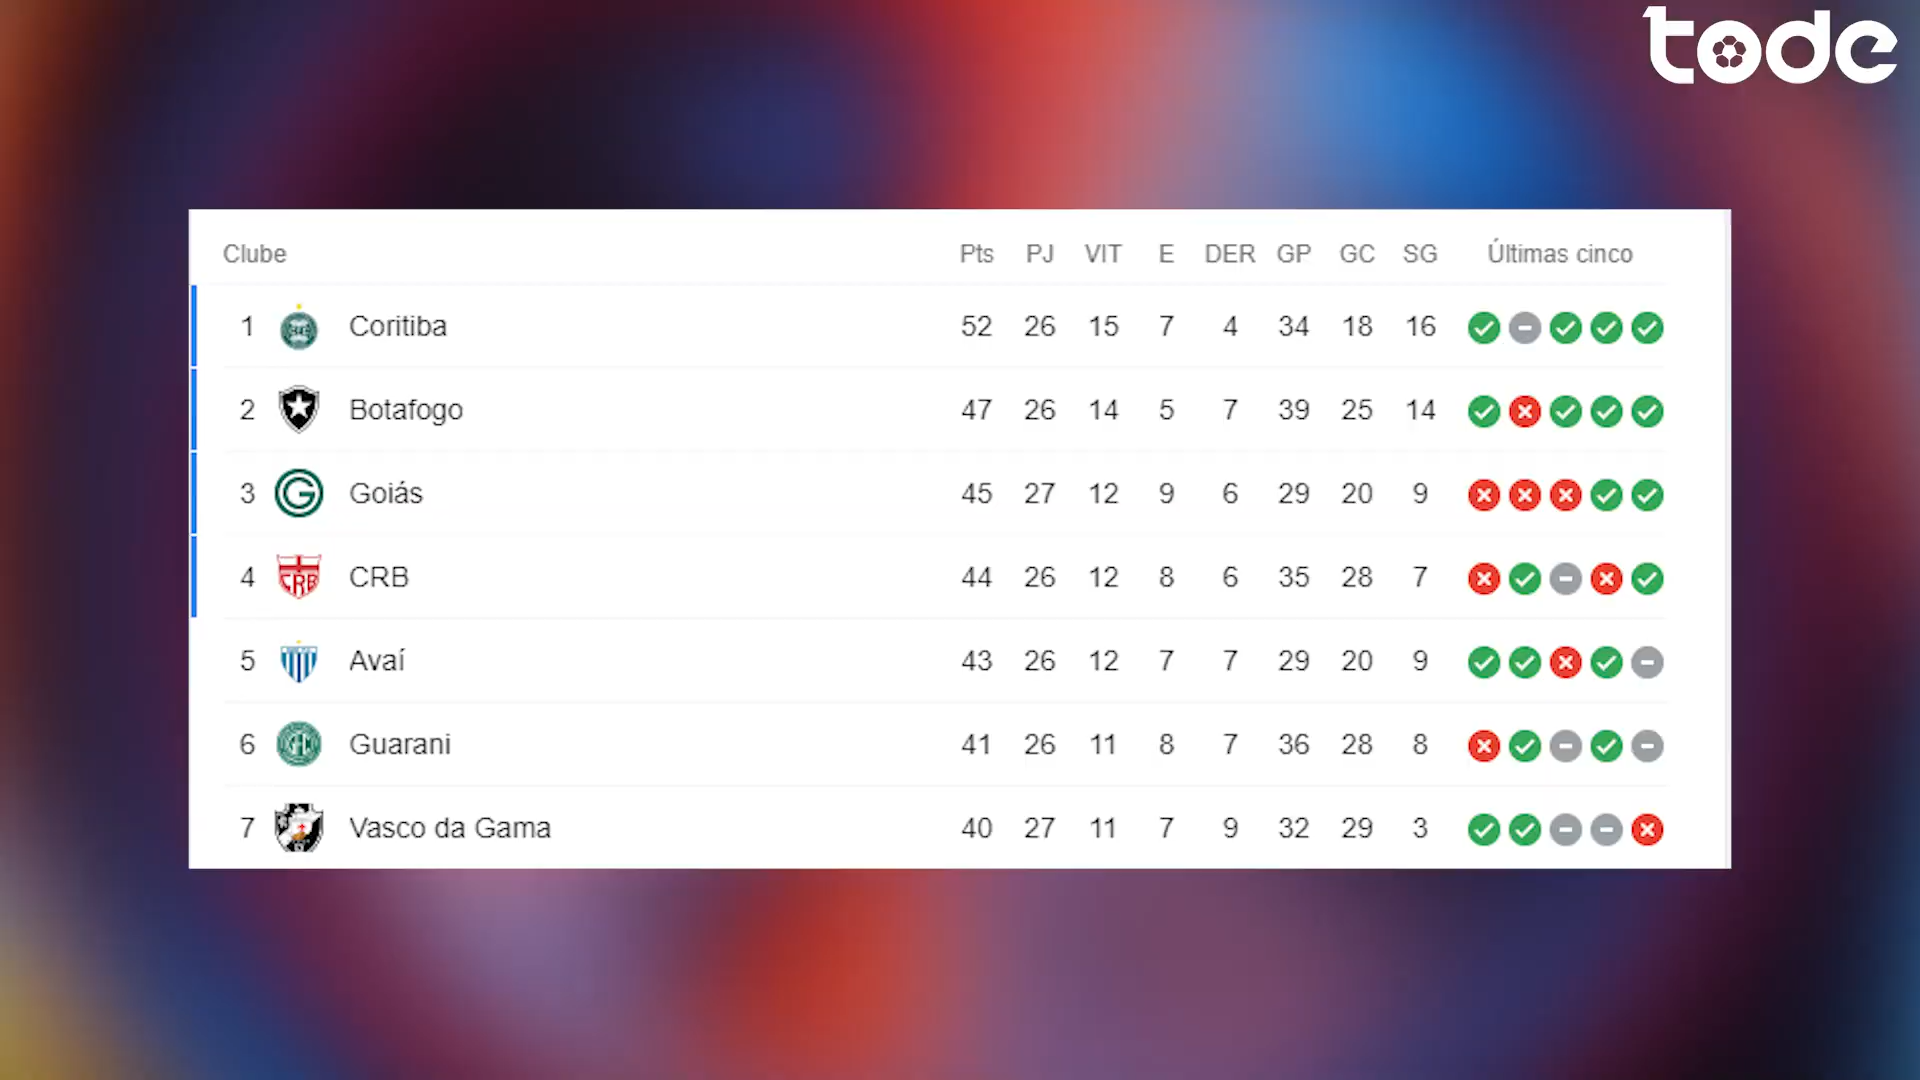 tode
Clube Pts PJ VIT E DER GP GC SG Últimas cinco
1 Coritiba 52 26 15 7 4 34 18 16
2 Botafogo 47 26 14 5 7 39 25 14
3 Goiás 45 27 12 9 6 29 20 9
4 CRB CRB 44 26 12 8 6 35 28 7
5 Avaí 43 26 12 7 7 29 20 9
6 Guarani 41 26 11 8 7 36 28 8
7 Vasco da Gama 40 27 11 7 9 32 29 3